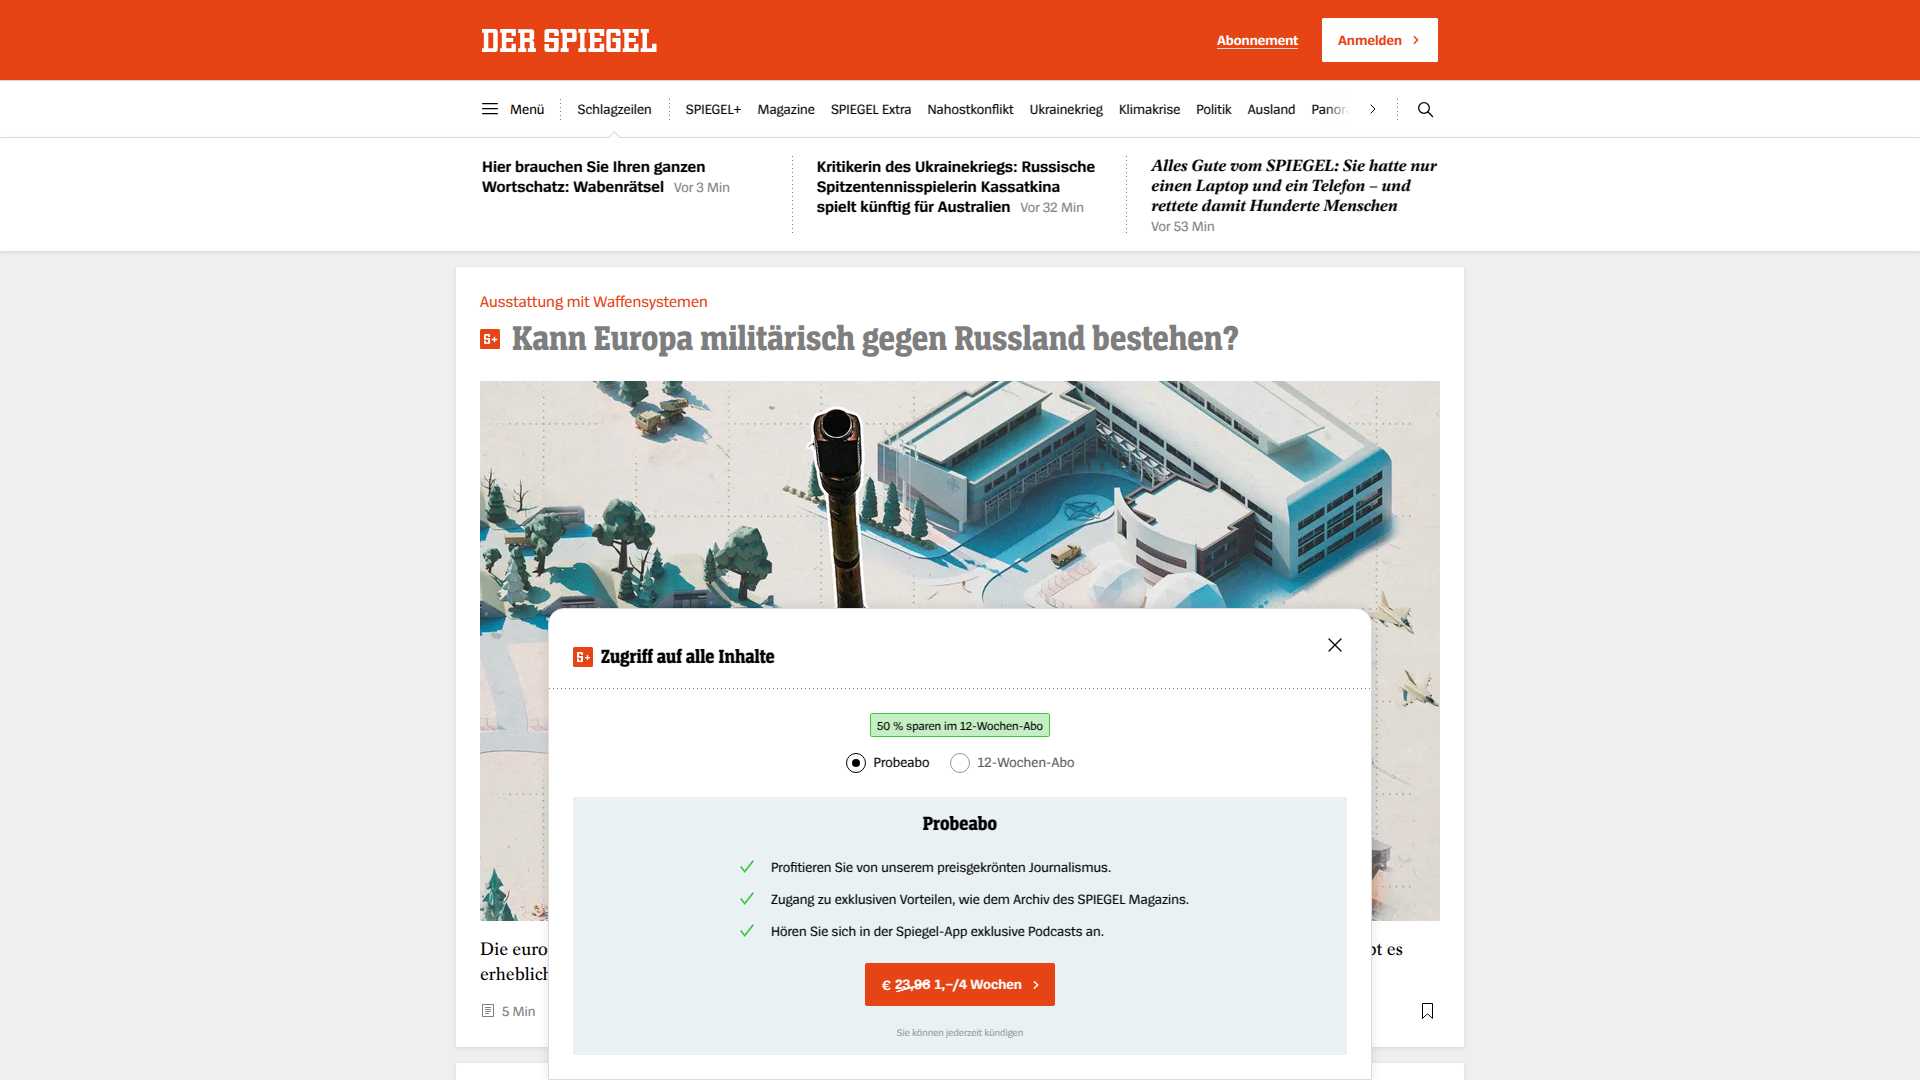 DER SPIEGEL
Abonnement
Anmelden
Menü
Schlagzeilen
SPIEGEL+
Magazine
SPIEGEL Extra
Nahostkonflikt
Ukrainekrieg
Klimakrise
Politik
Ausland
Panor
Hier brauchen Sie Ihren ganzen
Wortschatz: Wabenrätsel Vor 3 Min
Kritikerin des Ukrainekriegs: Russische
Spitzentennisspielerin Kassatkina
spielt künftig für Australien Vor 32 Min
Alles Gute vom SPIEGEL: Sie hatte nur
einen Laptop und ein Telefon – und
rettete damit Hunderte Menschen
Vor 53 Min
Ausstattung mit Waffensystemen
S+ Kann Europa militärisch gegen Russland bestehen?
S+ Zugriff auf alle Inhalte
50 % sparen im 12-Wochen-Abo
Probeabo
12-Wochen-Abo
Probeabo
Profitieren Sie von unserem preisgekrönten Journalismus.
Zugang zu exklusiven Vorteilen, wie dem Archiv des SPIEGEL Magazins.
Hören Sie sich in der Spiegel-App exklusive Podcasts an.
€ 23,96 1,–/4 Wochen
Sie können jederzeit kündigen
Die euro
es
erheblich
5 Min